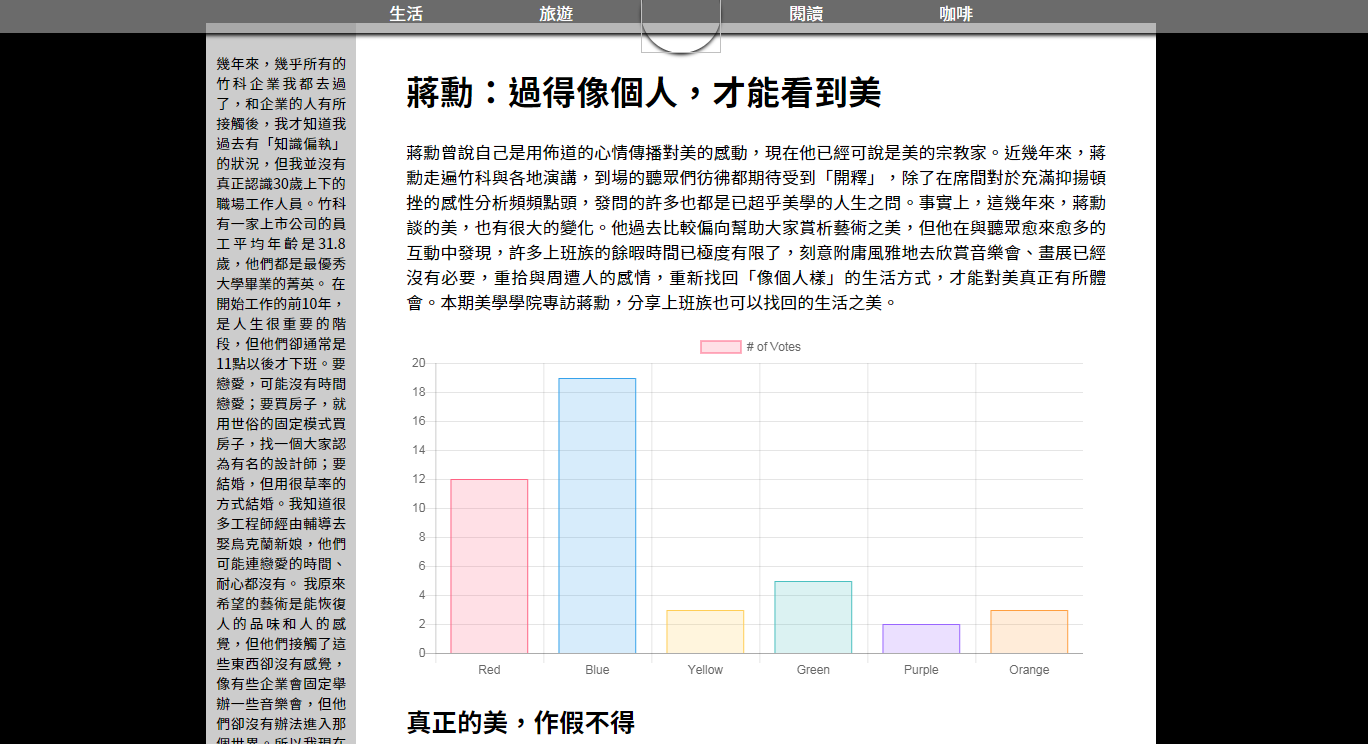 生活
旅遊
閱讀
咖啡
幾年來，幾乎所有的
竹科企業我都去過
了，和企業的人有所
接觸後，我才知道我
過去有「知識偏執」
的狀況，但我並沒有
真正認識30歲上下的
職場工作人員。竹科
有一家上市公司的員
工平均年齡是31.8
歲，他們都是最優秀
大學畢業的菁英。 在
開始工作的前10年，
是人生很重要的階
段，但他們卻通常是
11點以後才下班。要
戀愛，可能沒有時間
戀愛；要買房子，就
用世俗的固定模式買
房子，找一個大家認
為有名的設計師；要
結婚，但用很草率的
方式結婚。我知道很
多工程師經由輔導去
娶烏克蘭新娘，他們
可能連戀愛的時間、
耐心都沒有。 我原來
希望的藝術是能恢復
人的品味和人的感
覺，但他們接觸了這
些東西卻沒有感覺，
像有些企業會固定舉
辦一些音樂會，但他
們卻沒有辦法進入那
個世界。所以我現在
蔣勳：過得像個人，才能看到美
蔣勳曾說自己是用佈道的心情傳播對美的感動，現在他已經可說是美的宗教家。近幾年來，蔣
勳走遍竹科與各地演講，到場的聽眾們彷彿都期待受到「開釋」，除了在席間對於充滿抑揚頓
挫的感性分析頻頻點頭，發問的許多也都是已超乎美學的人生之問。事實上，這幾年來，蔣勳
談的美，也有很大的變化。他過去比較偏向幫助大家賞析藝術之美，但他在與聽眾愈來愈多的
互動中發現，許多上班族的餘暇時間已極度有限了，刻意附庸風雅地去欣賞音樂會、畫展已經
沒有必要，重拾與周遭人的感情，重新找回「像個人樣」的生活方式，才能對美真正有所體
會。本期美學學院專訪蔣勳，分享上班族也可以找回的生活之美。
# of Votes
20
18
16
14
12
10
8
6
4
2
0
Red
Blue
Yellow
Green
Purple
Orange
真正的美，作假不得